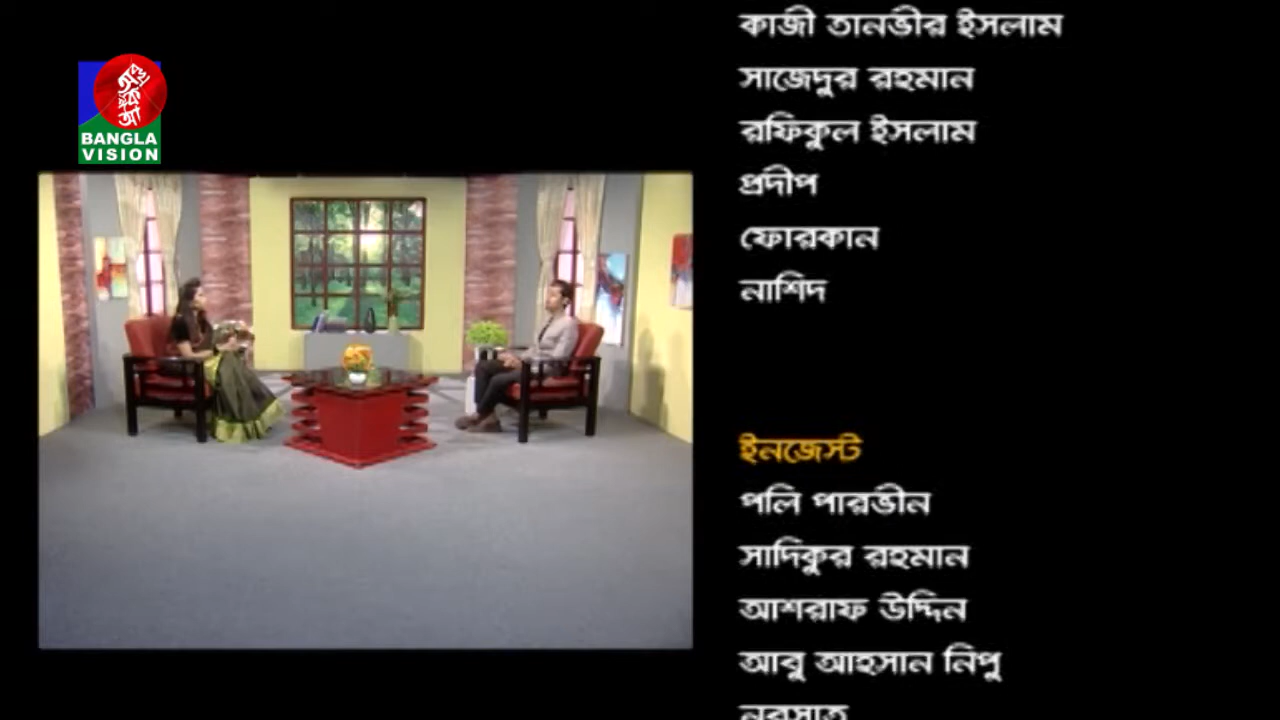 BANGLA
VISION
কাজী তানভীর ইসলাম
সাজেদুর রহমান
রফিকুল ইসলাম
প্রদীপ
ফোরকান
নাশিদ
ইনজেস্ট
পলি পারভীন
সাদিকুর রহমান
আশরাফ উদ্দিন
আবু আহসান নিপু